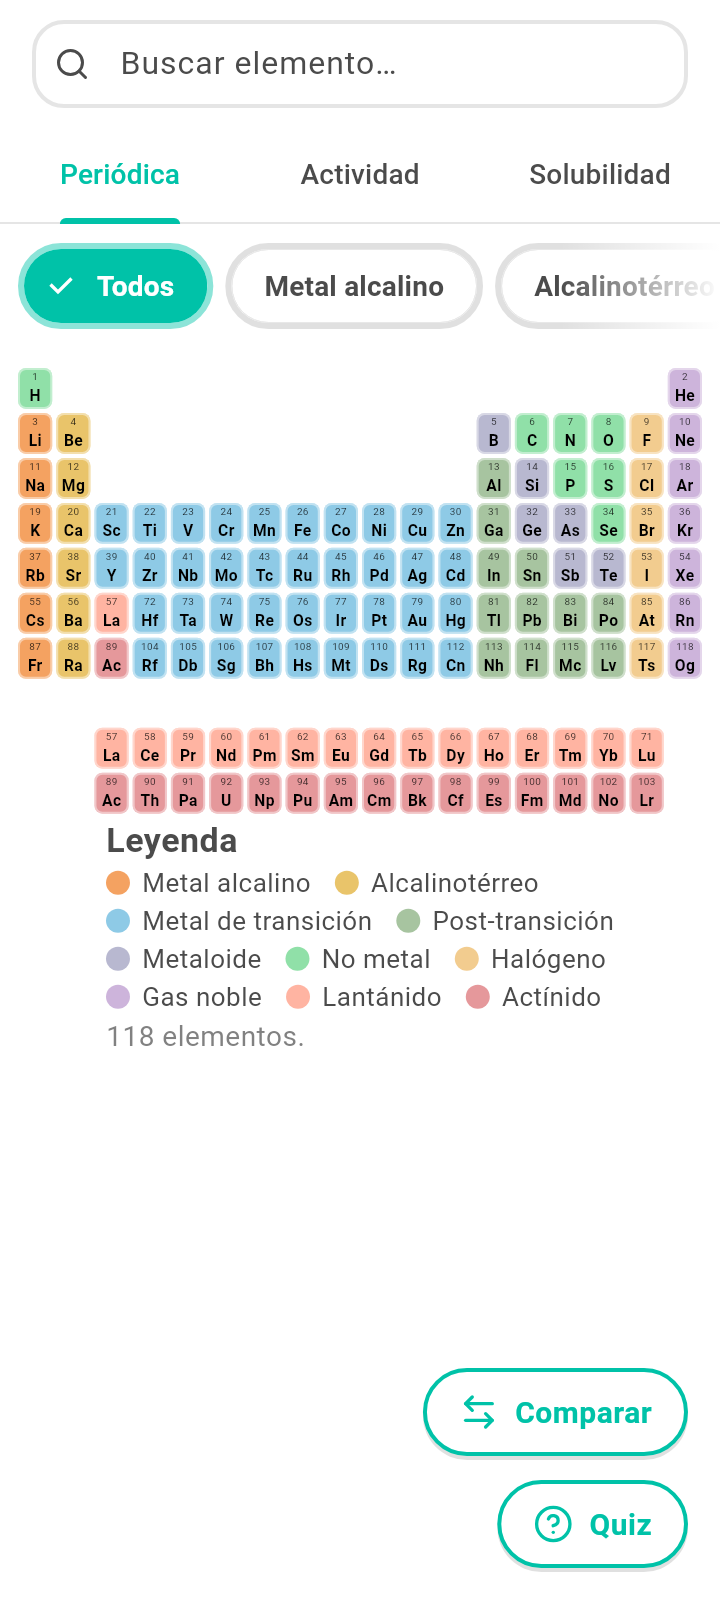 Buscar elemento...
Periódica Actividad Solubilidad
Todos Metal alcalino Alcalinotérreo
1 2
H He
3 4 5 6 7 8 9 10
Li Be B C N O F Ne
11 12 13 14 15 16 17 18
Na Mg Al Si P S Cl Ar
19 20 21 22 23 24 25 26 27 28 29 30 31 32 33 34 35 36
K Ca Sc Ti V Cr Mn Fe Co Ni Cu Zn Ga Ge As Se Br Kr
37 38 39 40 41 42 43 44 45 46 47 48 49 50 51 52 53 54
Rb Sr Y Zr Nb Mo Tc Ru Rh Pd Ag Cd In Sn Sb Te I Xe
55 56 57 72 73 74 75 76 77 78 79 80 81 82 83 84 85 86
Cs Ba La Hf Ta W Re Os Ir Pt Au Hg Tl Pb Bi Po At Rn
87 88 89 104 105 106 107 108 109 110 111 112 113 114 115 116 117 118
Fr Ra Ac Rf Db Sg Bh Hs Mt Ds Rg Cn Nh Fl Mc Lv Ts Og
57 58 59 60 61 62 63 64 65 66 67 68 69 70 71
La Ce Pr Nd Pm Sm Eu Gd Tb Dy Ho Er Tm Yb Lu
89 90 91 92 93 94 95 96 97 98 99 100 101 102 103
Ac Th Pa U Np Pu Am Cm Bk Cf Es Fm Md No Lr
Leyenda
Metal alcalino Alcalinotérreo
Metal de transición Post-transición
Metaloide No metal Halógeno
Gas noble Lantánido Actínido
118 elementos.
Comparar
Quiz